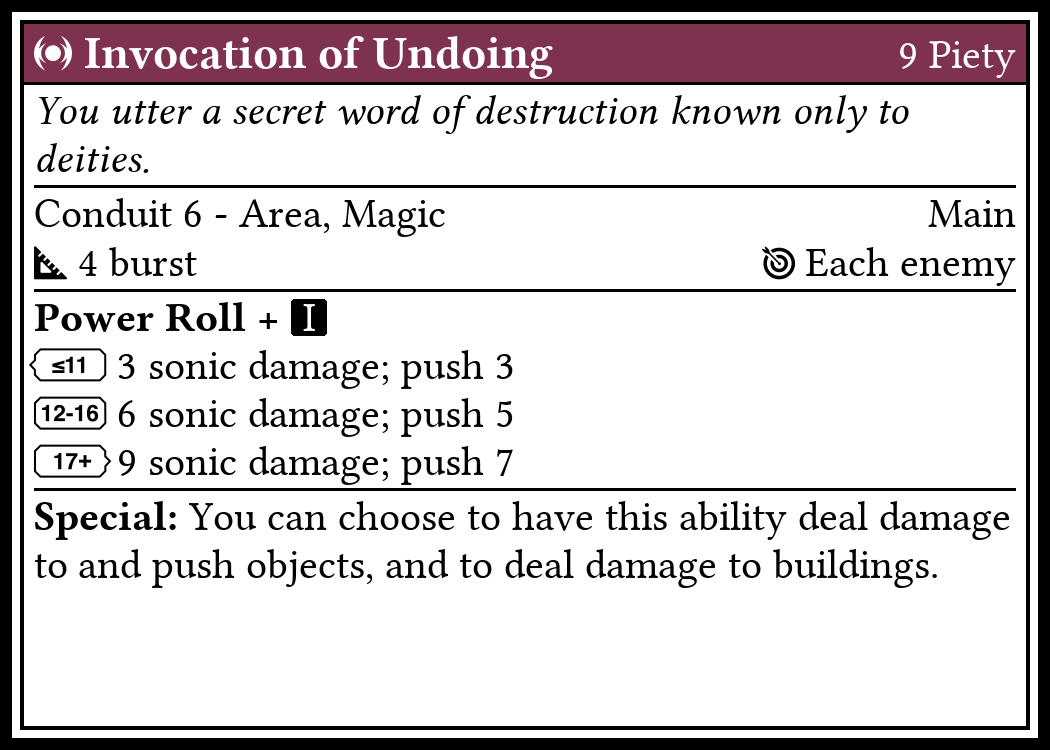 Invocation of Undoing 9 Piety
You utter a secret word of destruction known only to
deities.
Conduit 6 - Area, Magic Main
4 burst Each enemy
Power Roll + I
≤11 3 sonic damage; push 3
12-16 6 sonic damage; push 5
17+ 9 sonic damage; push 7
Special: You can choose to have this ability deal damage
to and push objects, and to deal damage to buildings.